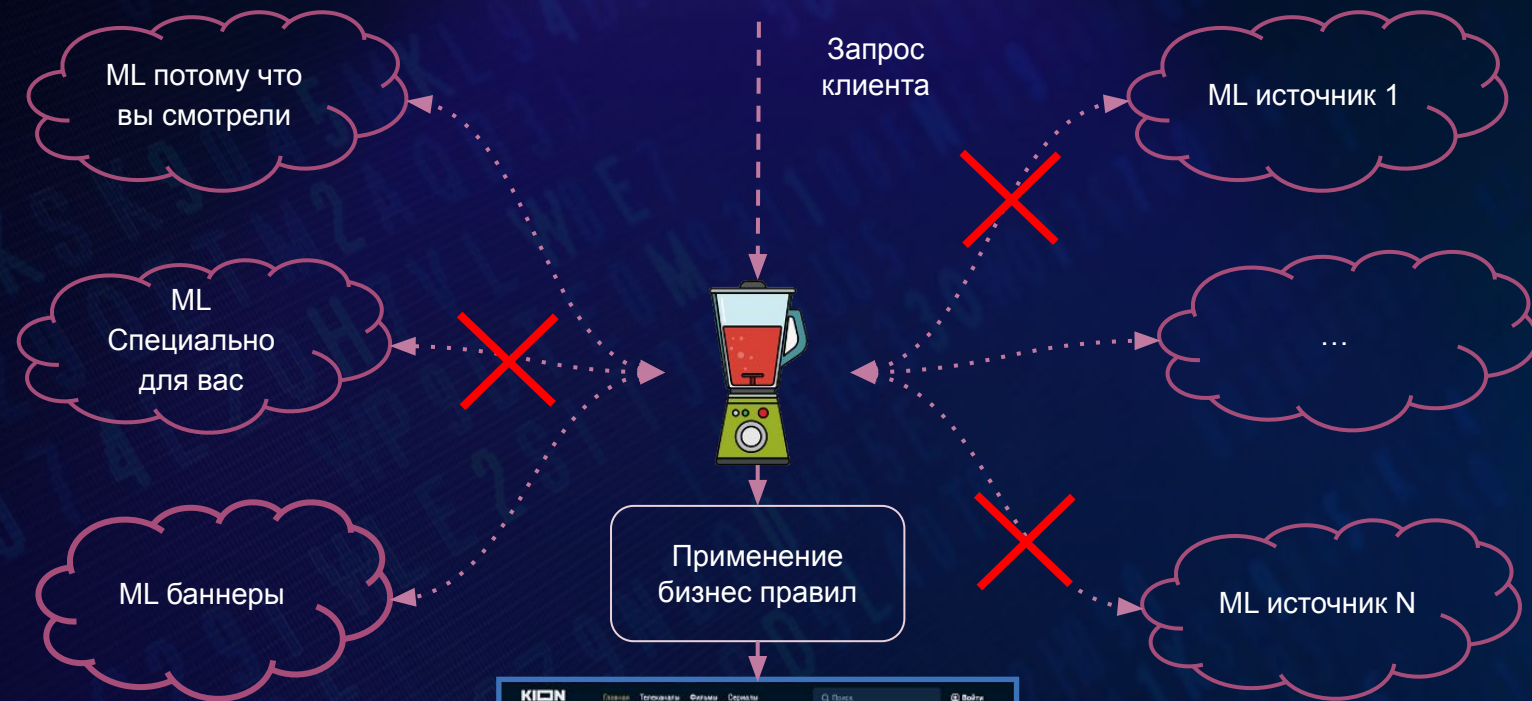 Запрос
клиента
ML потому что
вы смотрели
ML источник 1
ML
Специально
для вас
…
Применение
бизнес правил
ML баннеры
ML источник N
KION Главная Телеканалы Фильмы Сериалы Поиск Войти